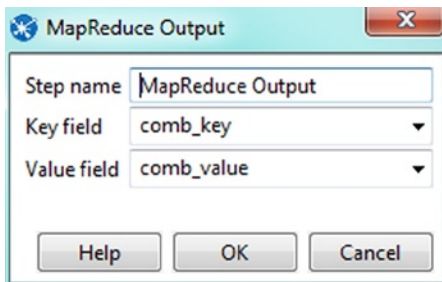 MapReduce Output
Step name MapReduce Output
Key field comb_key
Value field comb_value
Help OK Cancel